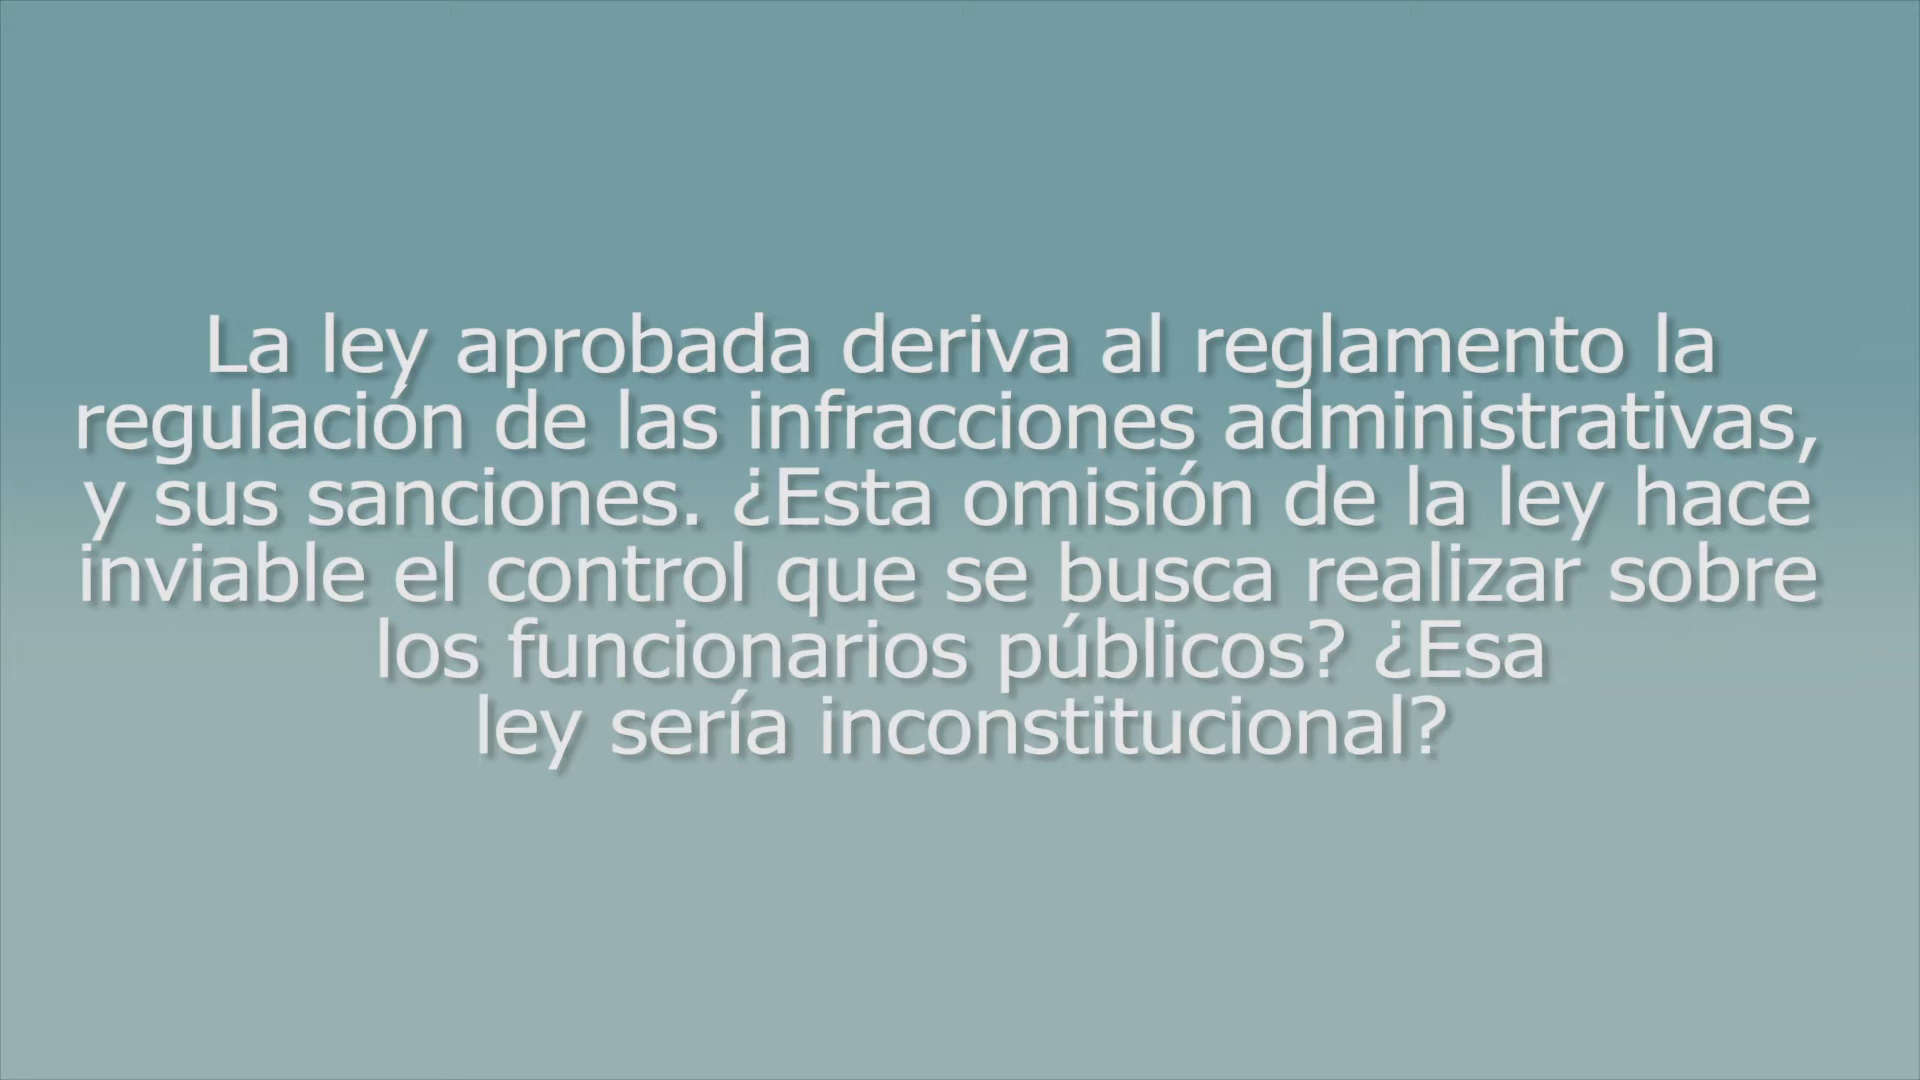 La ley aprobada deriva al reglamento la
regulación de las infracciones administrativas,
y sus sanciones. ¿Esta omisión de la ley hace
inviable el control que se busca realizar sobre
los funcionarios públicos? ¿Esa
ley sería inconstitucional?